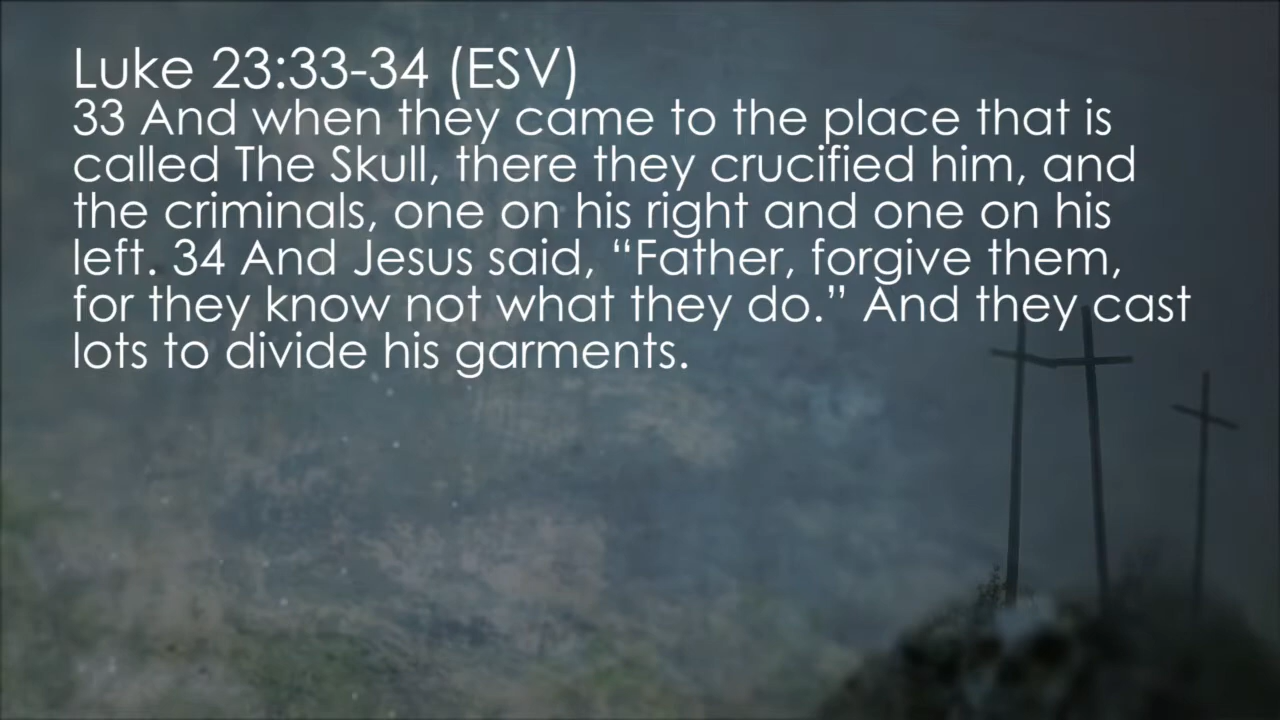 Luke 23:33-34 (ESV)
33 And when they came to the place that is
called The Skull, there they crucified him, and
the criminals, one on his right and one on his
left. 34 And Jesus said, “Father, forgive them,
for they know not what they do.” And they cast
lots to divide his garments.